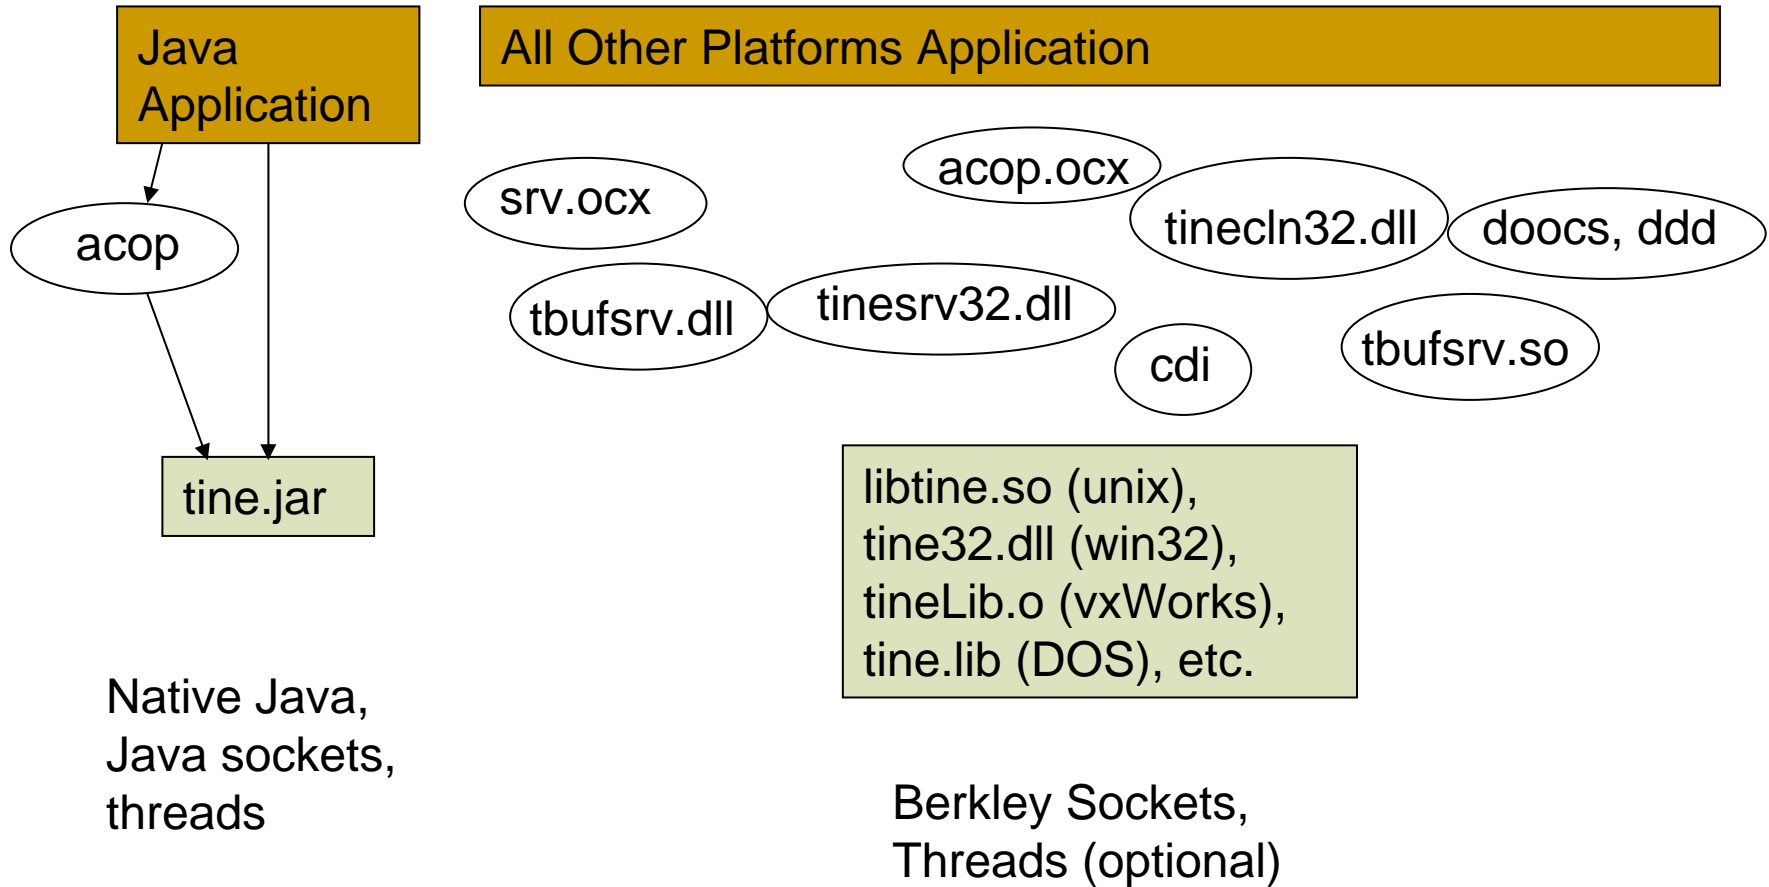 Java
Application
All Other Platforms Application
acop
srv.ocx
acop.ocx
tinecln32.dll
doocs, ddd
tbufsrv.dll
tinesrv32.dll
cdi
tbufsrv.so
tine.jar
libtine.so (unix),
tine32.dll (win32),
tineLib.o (vxWorks),
tine.lib (DOS), etc.
Native Java,
Java sockets,
threads
Berkley Sockets,
Threads (optional)